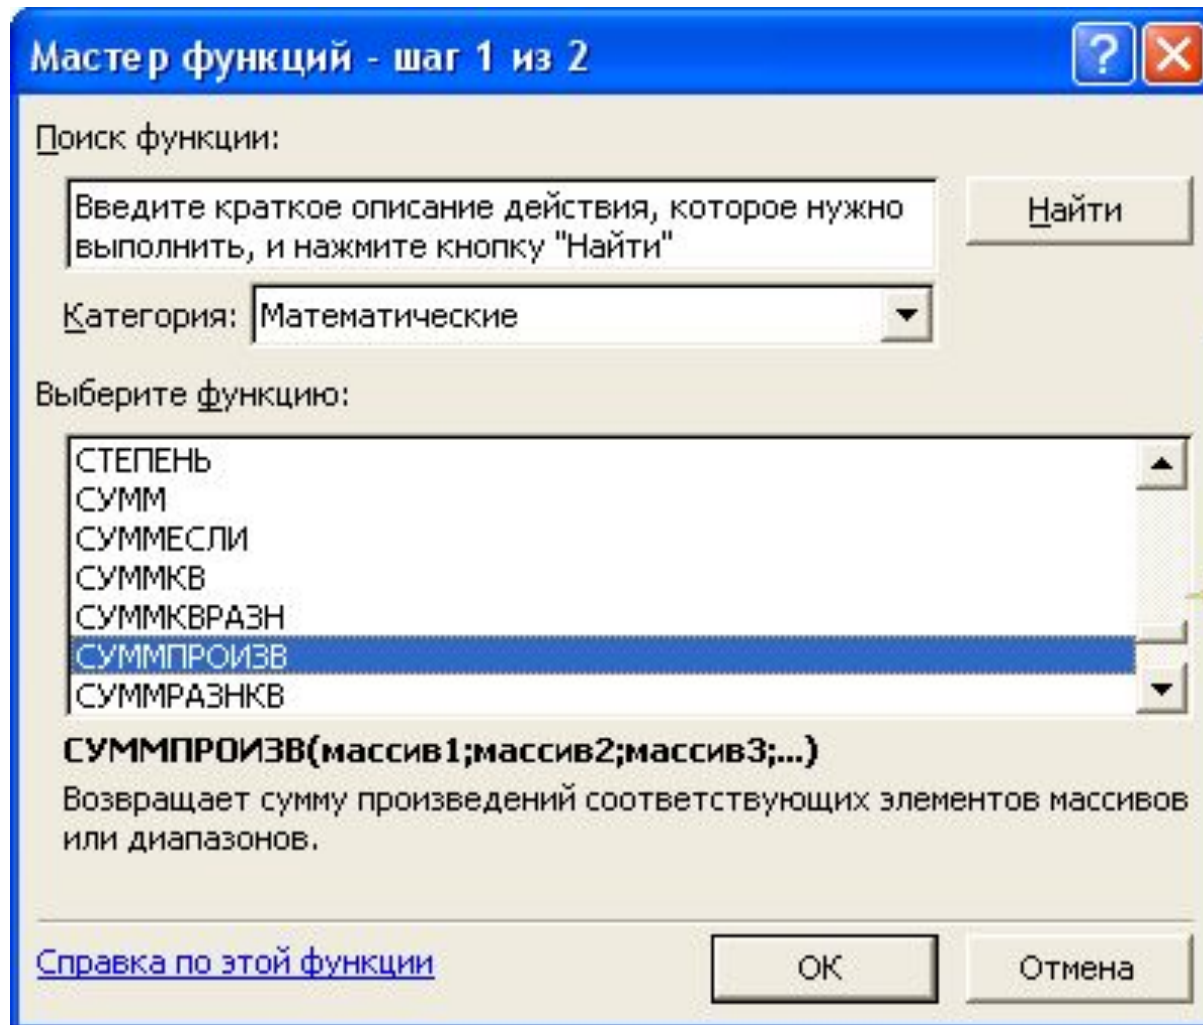 Мастер функций - шаг 1 из 2
Поиск функции:
Введите краткое описание действия, которое нужно
выполнить, и нажмите кнопку "Найти"
Найти
Категория: Математические
Выберите функцию:
СТЕПЕНЬ
СУММ
СУММЕСЛИ
СУММКВ
СУММКВРАЗН
СУММПРОИЗВ
СУММРАЗНКВ
СУММПРОИЗВ(массив1;массив2;массив3;...)
Возвращает сумму произведений соответствующих элементов массивов
или диапазонов.
Справка по этой функции
ОК
Отмена